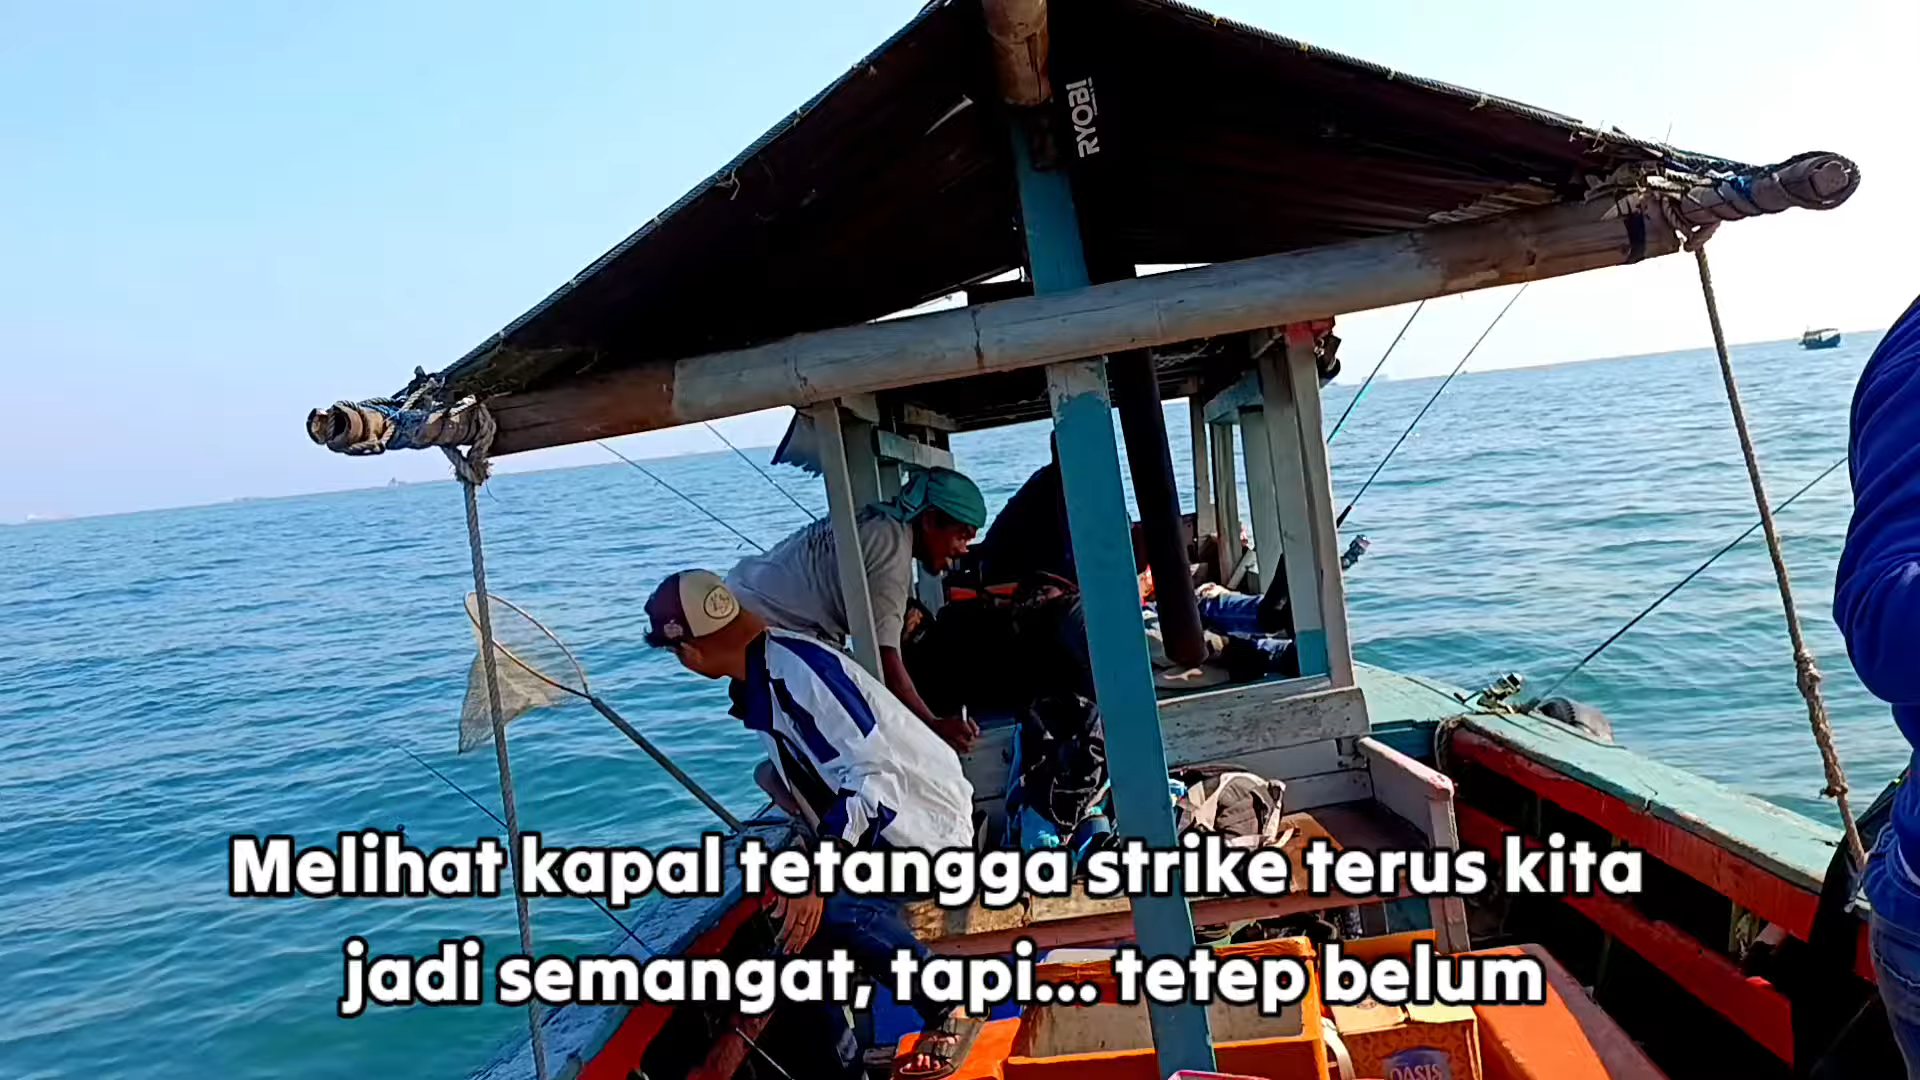 RYOBI
Melihat kapal tetangga strike terus kita
jadi semangat, tapi... tetep belum
OASIS